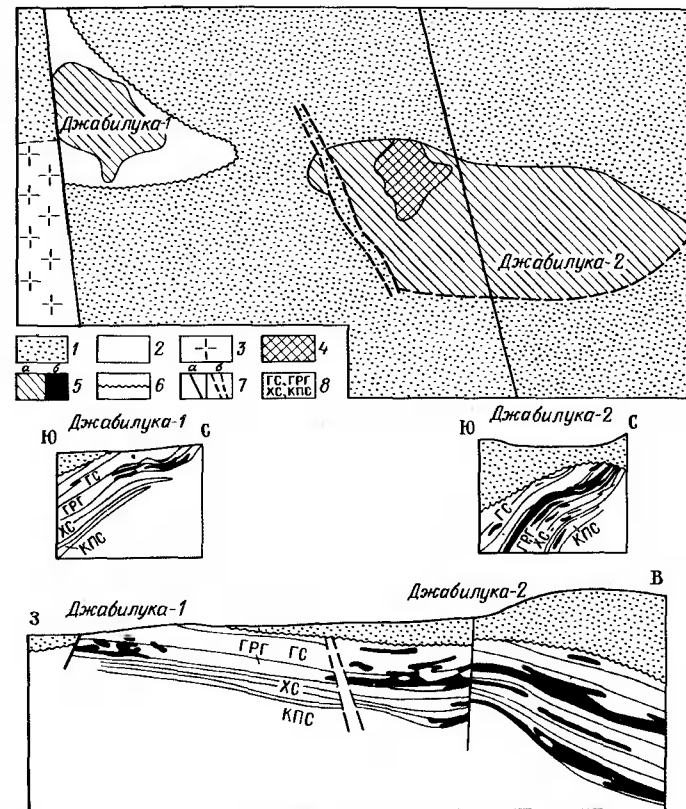 Джабилука-1
Джабилука-2
1 2 3 4
а б а б
5 6 7 ГС, ГРГ ХС, КПС 8
Джабилука-1
Ю С
ГС
ГРГ
ХС
КПС
Джабилука-2
Ю С
ГС
ГРГ
ХС
КПС
Джабилука-1
Джабилука-2
З В
ГРГ ГС
ХС
КПС